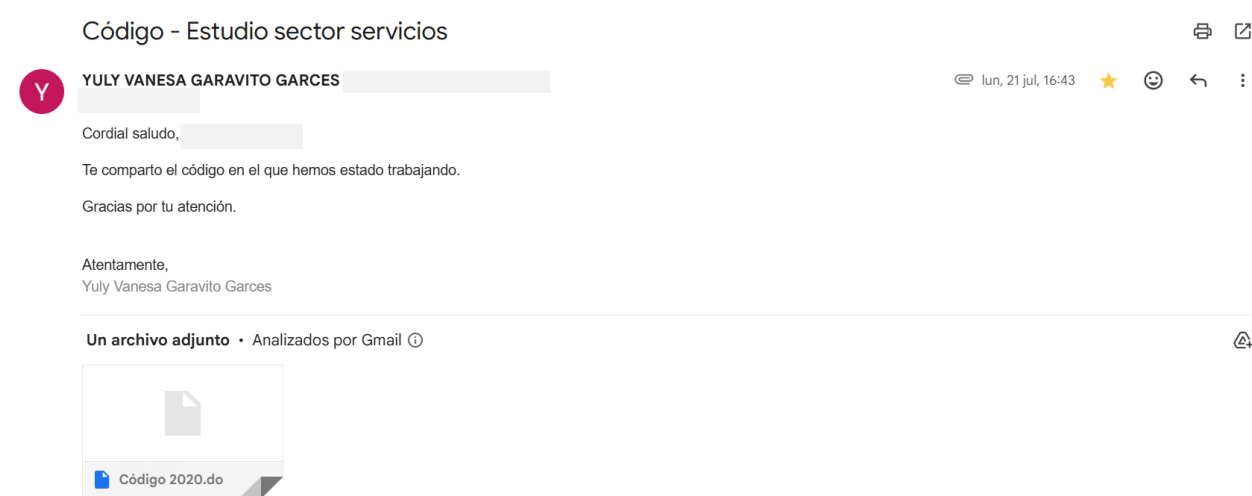 Código - Estudio sector servicios
YULY VANESA GARAVITO GARCES
lun, 21 jul, 16:43
Y
Cordial saludo,
Te comparto el código en el que hemos estado trabajando.
Gracias por tu atención.
Atentamente,
Yuly Vanesa Garavito Garces
Un archivo adjunto • Analizados por Gmail
Código 2020.do